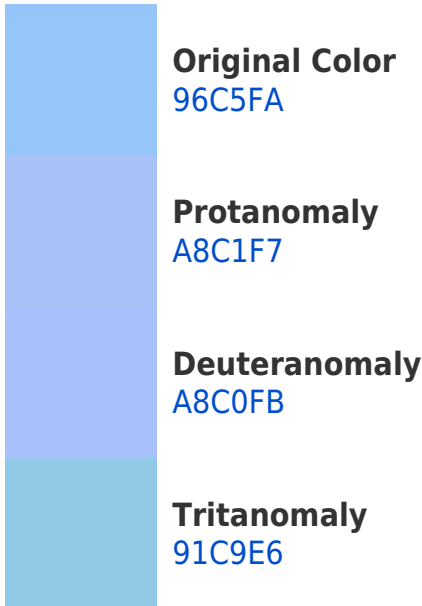 Original Color
96C5FA
Protanomaly
A8C1F7
Deuteranomaly
A8C0FB
Tritanomaly
91C9E6